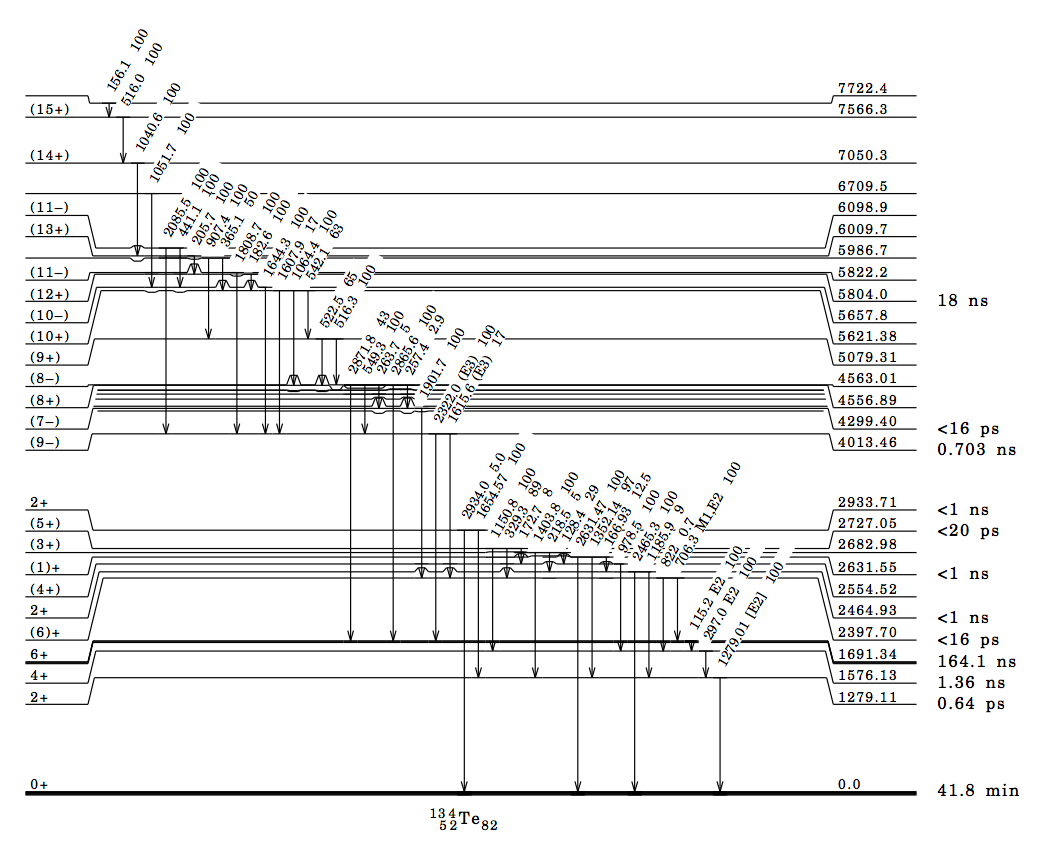 156.1 100
516.0 100
1040.6 100
1051.7 100
2085.5 100
441.1 100
205.7 100
907.4 100
365.1 50
1808.7 100
182.6 100
1644.3 100
1607.9 17
1064.4 100
542.1 63
522.5 65
516.3 100
2871.8 43
549.3 100
263.7 5
2865.6 100
257.4 2.9
1901.7 100
2322.0 (E3) 100
1615.6 (E3) 17
2934.0 5.0
1654.57 100
1150.8 100
329.3 89
172.7 8
1403.8 100
218.5 5
128.4 29
2631.47 100
1352.14 97
166.93 12.5
978.5 100
2465.3 100
1185.9 9
822 0.7
706.3 M1,E2 100
115.2 E2 100
297.0 E2 100
1279.01 [E2] 100
7722.4
(15+) 7566.3
(14+) 7050.3
6709.5
(11−) 6098.9
(13+) 6009.7
5986.7
(11−) 5822.2
(12+) 5804.0 18 ns
(10−) 5657.8
(10+) 5621.38
(9+) 5079.31
(8−) 4563.01
(8+) 4556.89
(7−) 4299.40 <16 ps
(9−) 4013.46 0.703 ns
2+ 2933.71 <1 ns
(5+) 2727.05 <20 ps
(3+) 2682.98
(1)+ 2631.55 <1 ns
(4+) 2554.52
2+ 2464.93 <1 ns
(6)+ 2397.70 <16 ps
6+ 1691.34 164.1 ns
4+ 1576.13 1.36 ns
2+ 1279.11 0.64 ps
0+ 0.0 41.8 min
134 52 Te 82